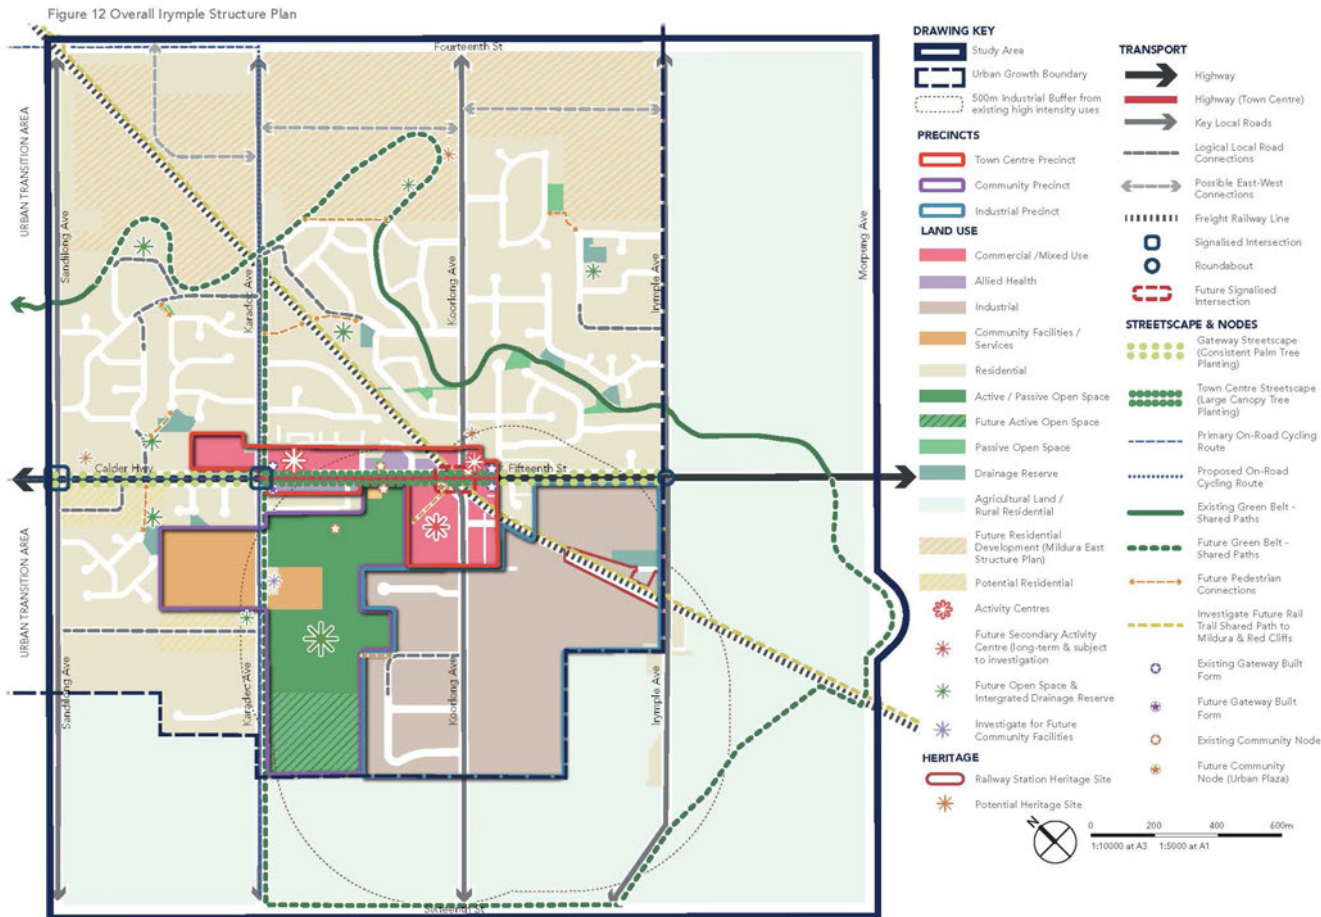 Figure 12 Overall Irymple Structure Plan
Fourteenth St
URBAN TRANSITION AREA
Sandilong Ave
Karadoc Ave
Koorlong Ave
Irymple Ave
Morpung Ave
Calder Hwy
Fifteenth St
URBAN TRANSITION AREA
Sandilong Ave
Karadoc Ave
Koorlong Ave
Irymple Ave
Sixteenth St
DRAWING KEY
Study Area
Urban Growth Boundary
500m Industrial Buffer from
existing high intensity uses
PRECINCTS
Town Centre Precinct
Community Precinct
Industrial Precinct
LAND USE
Commercial /Mixed Use
Allied Health
Industrial
Community Facilities /
Services
Residential
Active / Passive Open Space
Future Active Open Space
Passive Open Space
Drainage Reserve
Agricultural Land /
Rural Residential
Future Residential
Development (Mildura East
Structure Plan)
Potential Residential
Activity Centres
Future Secondary Activity
Centre (long-term & subject
to investigation
Future Open Space &
Intergrated Drainage Reserve
Investigate for Future
Community Facilities
HERITAGE
Railway Station Heritage Site
Potential Heritage Site
TRANSPORT
Highway
Highway (Town Centre)
Key Local Roads
Logical Local Road
Connections
Possible East-West
Connections
Freight Railway Line
Signalised Intersection
Roundabout
Future Signalised
Intersection
STREETSCAPE & NODES
Gateway Streetscape
(Consistent Palm Tree
Planting)
Town Centre Streetscape
(Large Canopy Tree
Planting)
Primary On-Road Cycling
Route
Proposed On-Road
Cycling Route
Existing Green Belt -
Shared Paths
Future Green Belt -
Shared Paths
Future Pedestrian
Connections
Investigate Future Rail
Trail Shared Path to
Mildura & Red Cliffs
Existing Gateway Built
Form
Future Gateway Built
Form
Existing Community Node
Future Community
Node (Urban Plaza)
N
0 200 400 600m
1:10000 at A3 1:5000 at A1